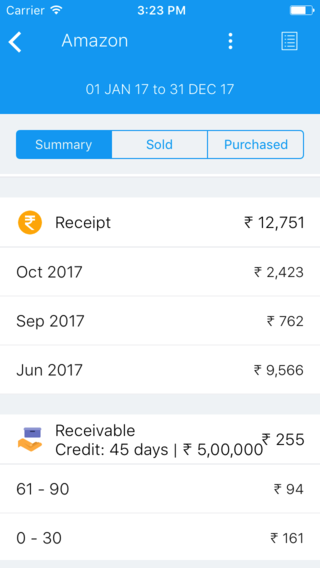 Carrier 3:23 PM
Amazon
01 JAN 17 to 31 DEC 17
Summary Sold Purchased
₹ Receipt ₹ 12,751
Oct 2017 ₹ 2,423
Sep 2017 ₹ 762
Jun 2017 ₹ 9,566
Receivable ₹ 255
Credit: 45 days | ₹ 5,00,000
61 - 90 ₹ 94
0 - 30 ₹ 161